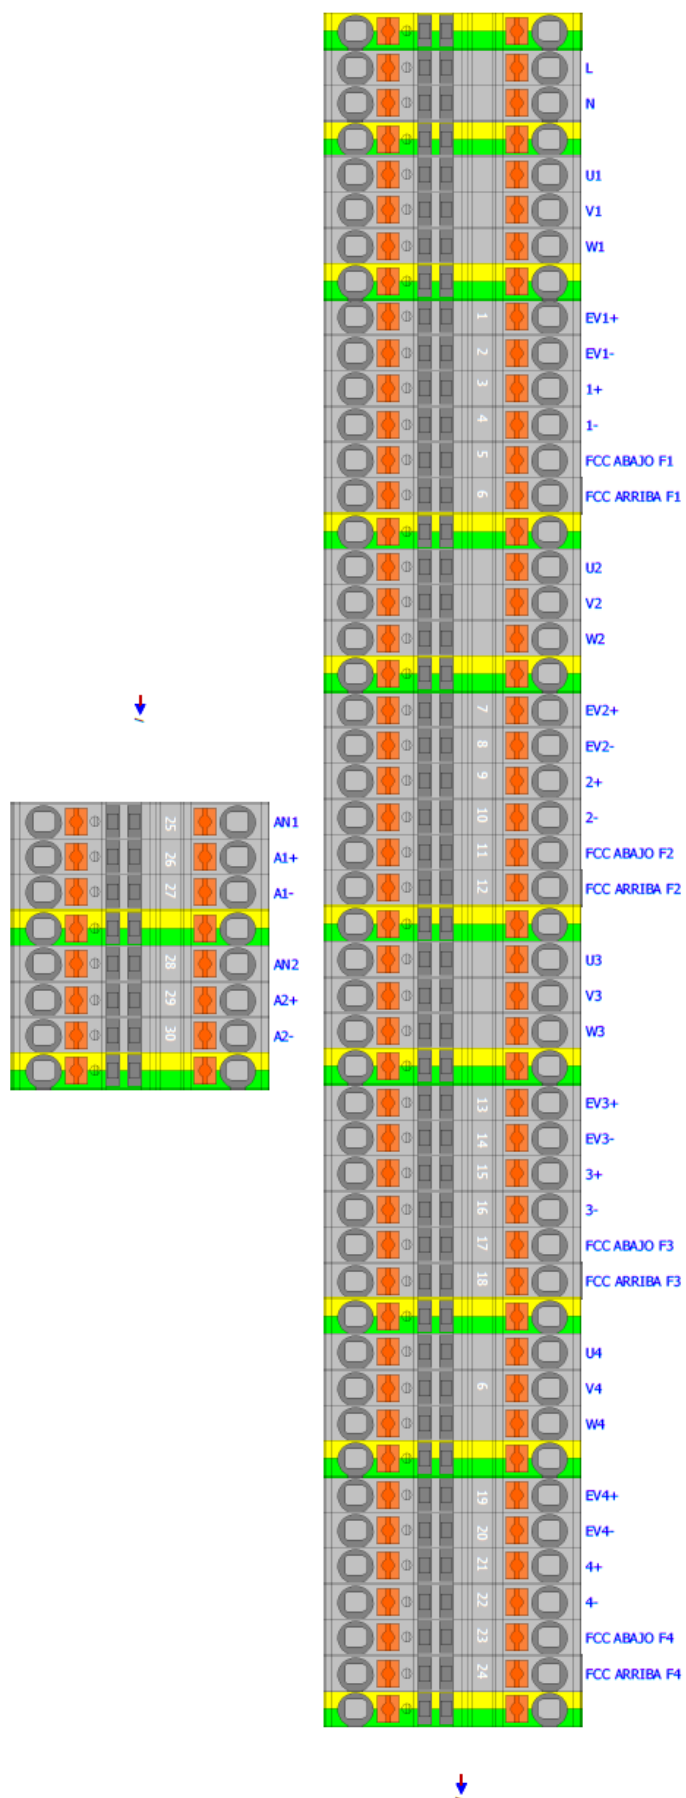 L
N
U1
V1
W1
1 EV1+
2 EV1-
3 1+
4 1-
5 FCC ABAJO F1
6 FCC ARRIBA F1
U2
V2
W2
7 EV2+
8 EV2-
9 2+
10 2-
11 FCC ABAJO F2
12 FCC ARRIBA F2
U3
V3
W3
13 EV3+
14 EV3-
15 3+
16 3-
17 FCC ABAJO F3
18 FCC ARRIBA F3
U4
6 V4
W4
19 EV4+
20 EV4-
21 4+
22 4-
23 FCC ABAJO F4
24 FCC ARRIBA F4
25 AN1
26 A1+
27 A1-
28 AN2
29 A2+
30 A2-